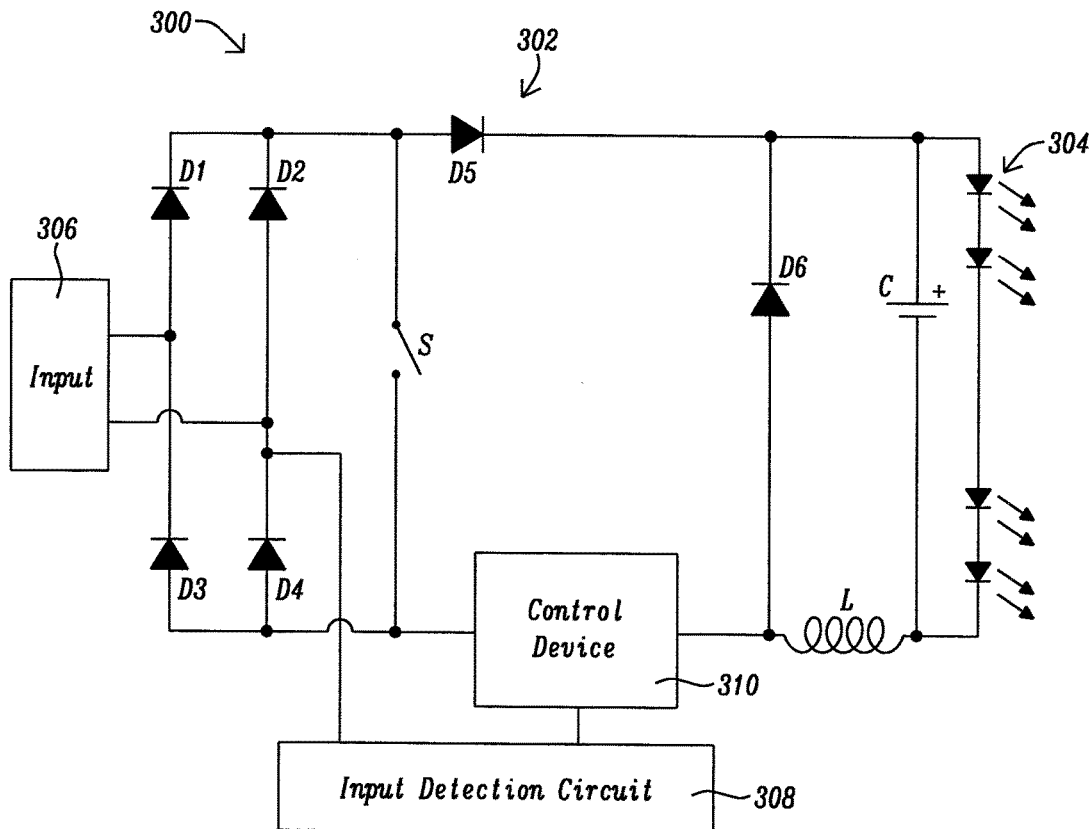 300
302
304
D1
D2
D5
306
D6
C
+
Input
S
D3
D4
Control
Device
L
310
Input Detection Circuit
308